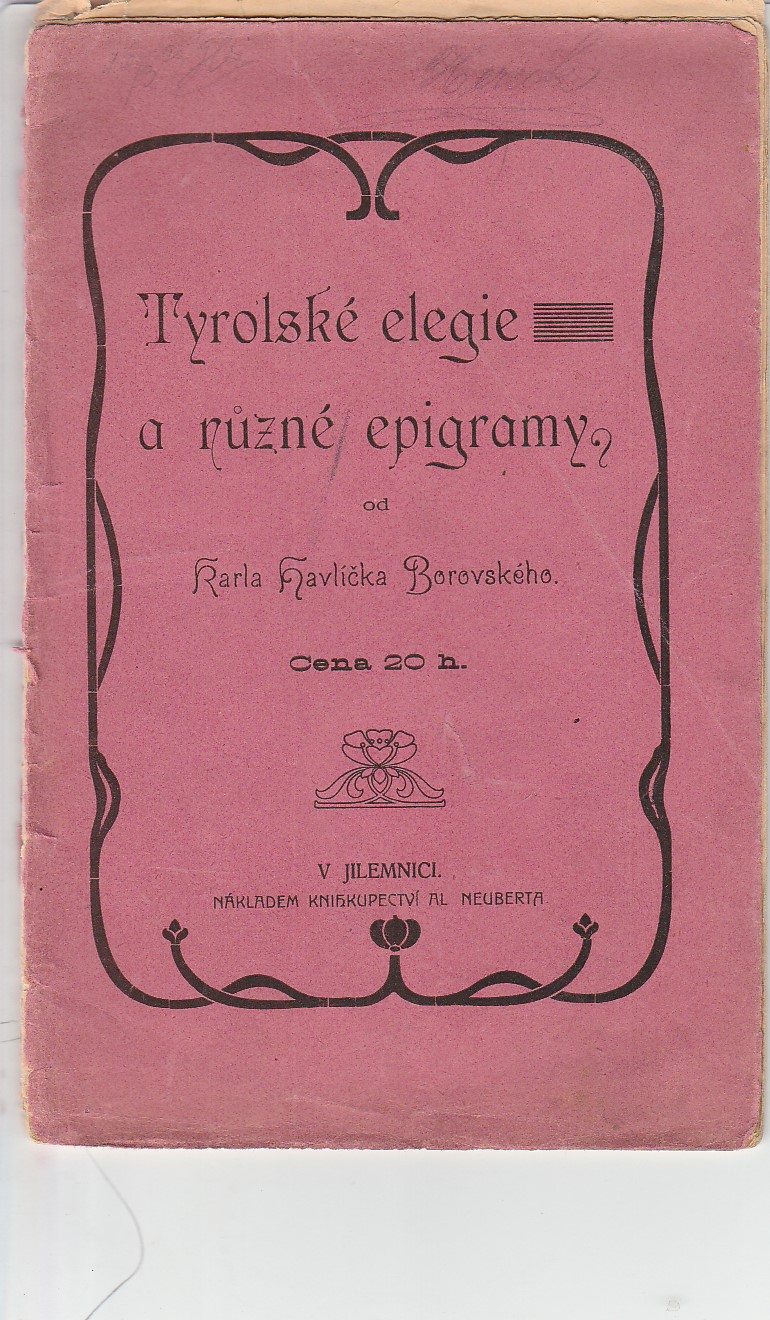 Tyrolské elegie
a různé epigramy
od
Karla Havlíčka Borovského.
Cena 20 h.
V JILEMNICI.
NÁKLADEM KNIHKUPECTVÍ AL NEUBERTA